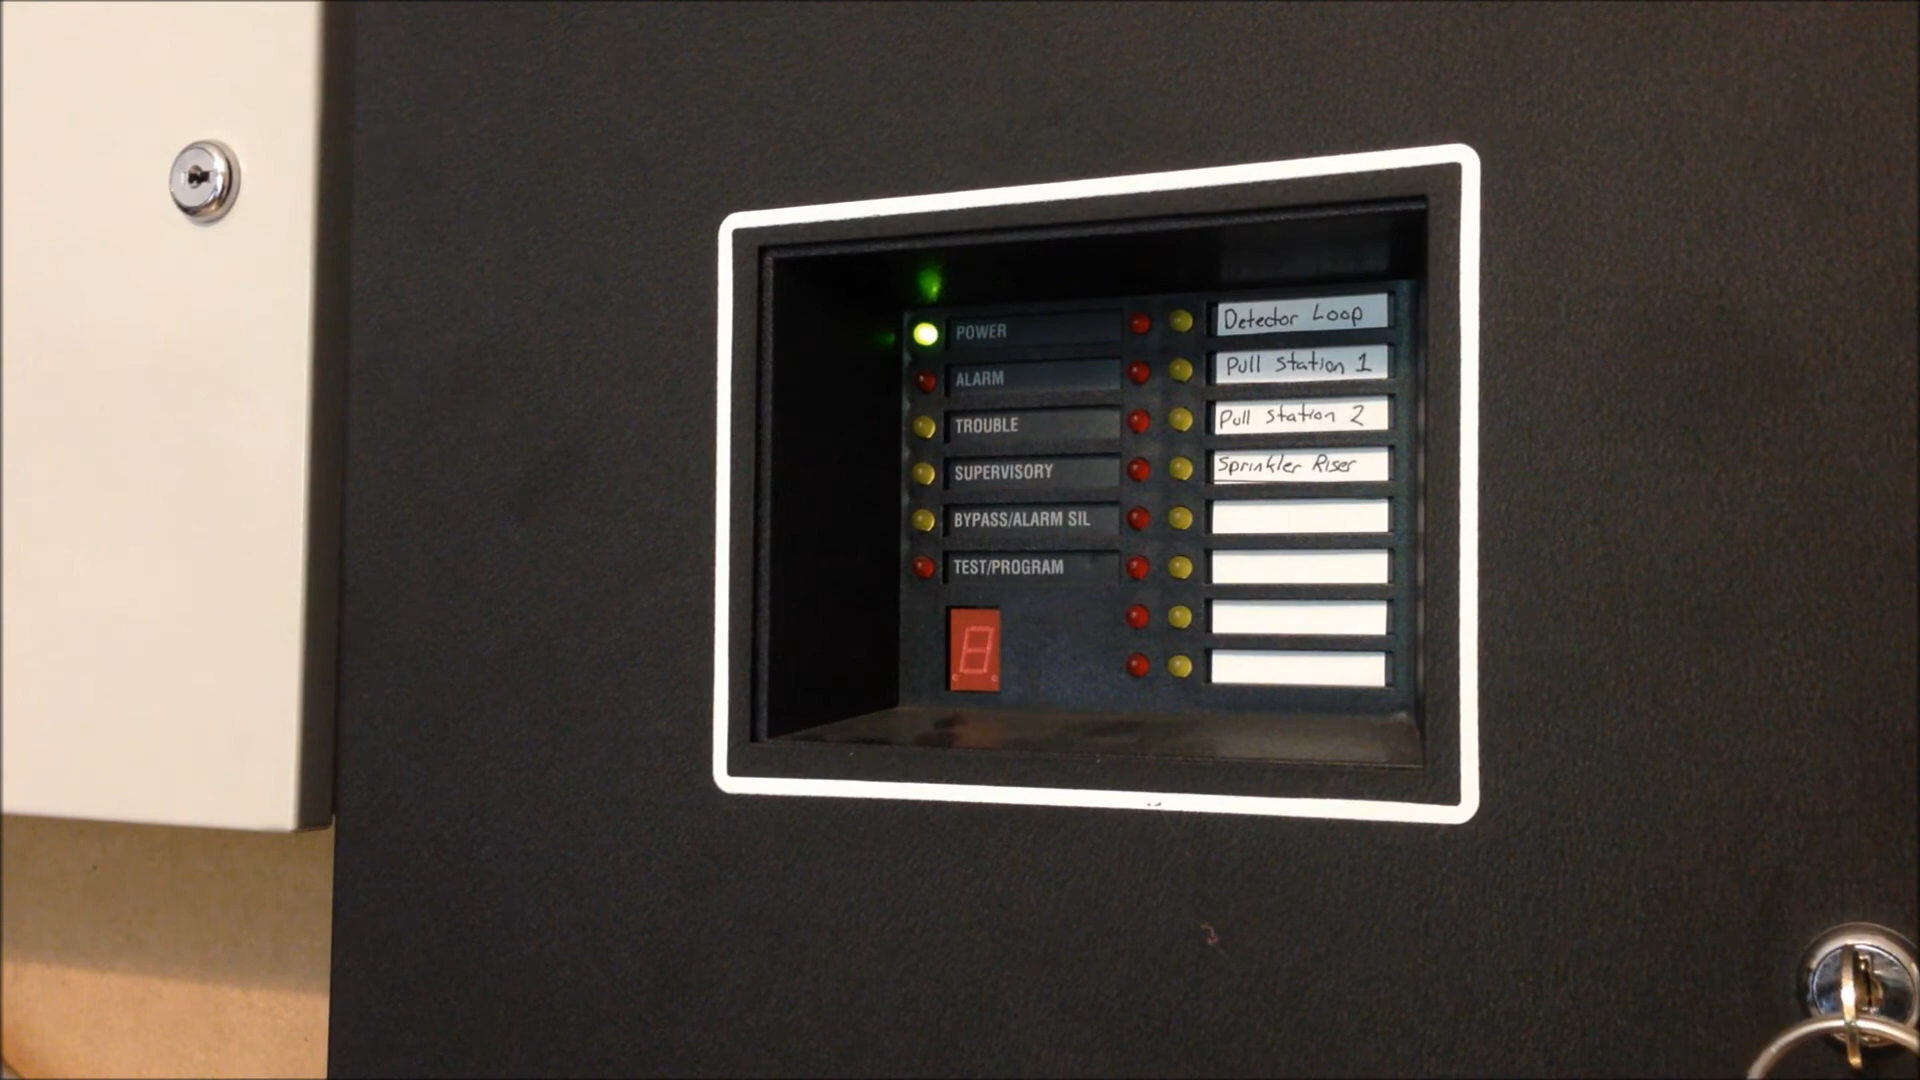 POWER
ALARM
TROUBLE
SUPERVISORY
BYPASS/ALARM SIL
TEST/PROGRAM
8
Detector Loop
Pull Station 1
Pull Station 2
Sprinkler Riser